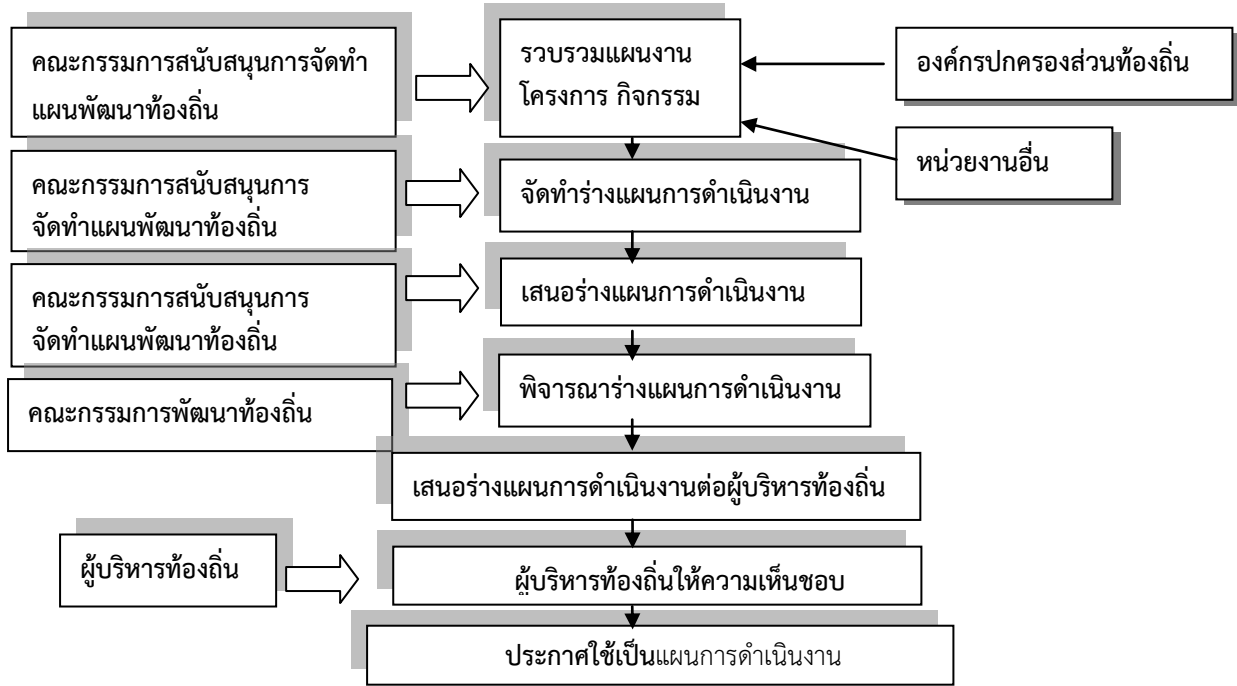 คณะกรรมการสนับสนุนการจัดทำ
แผนพัฒนาท้องถิ่น
รวบรวมแผนงาน
โครงการ กิจกรรม
องค์กรปกครองส่วนท้องถิ่น
หน่วยงานอื่น
คณะกรรมการสนับสนุนการ
จัดทำแผนพัฒนาท้องถิ่น
จัดทำร่างแผนการดำเนินงาน
คณะกรรมการสนับสนุนการ
จัดทำแผนพัฒนาท้องถิ่น
เสนอร่างแผนการดำเนินงาน
คณะกรรมการพัฒนาท้องถิ่น
พิจารณาร่างแผนการดำเนินงาน
เสนอร่างแผนการดำเนินงานต่อผู้บริหารท้องถิ่น
ผู้บริหารท้องถิ่น
ผู้บริหารท้องถิ่นให้ความเห็นชอบ
ประกาศใช้เป็นแผนการดำเนินงาน